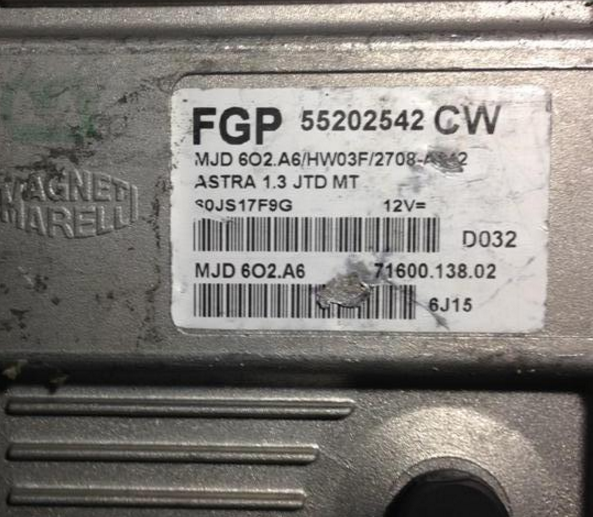 FGP 55202542 CW
MJD 6O2.A6/HW03F/2708-
ASTRA 1.3 JTD MT
0JS17F9G 12V=
D032
MJD 6O2.A6 71600.138.02
6J15
MAGNETI
MARELLI